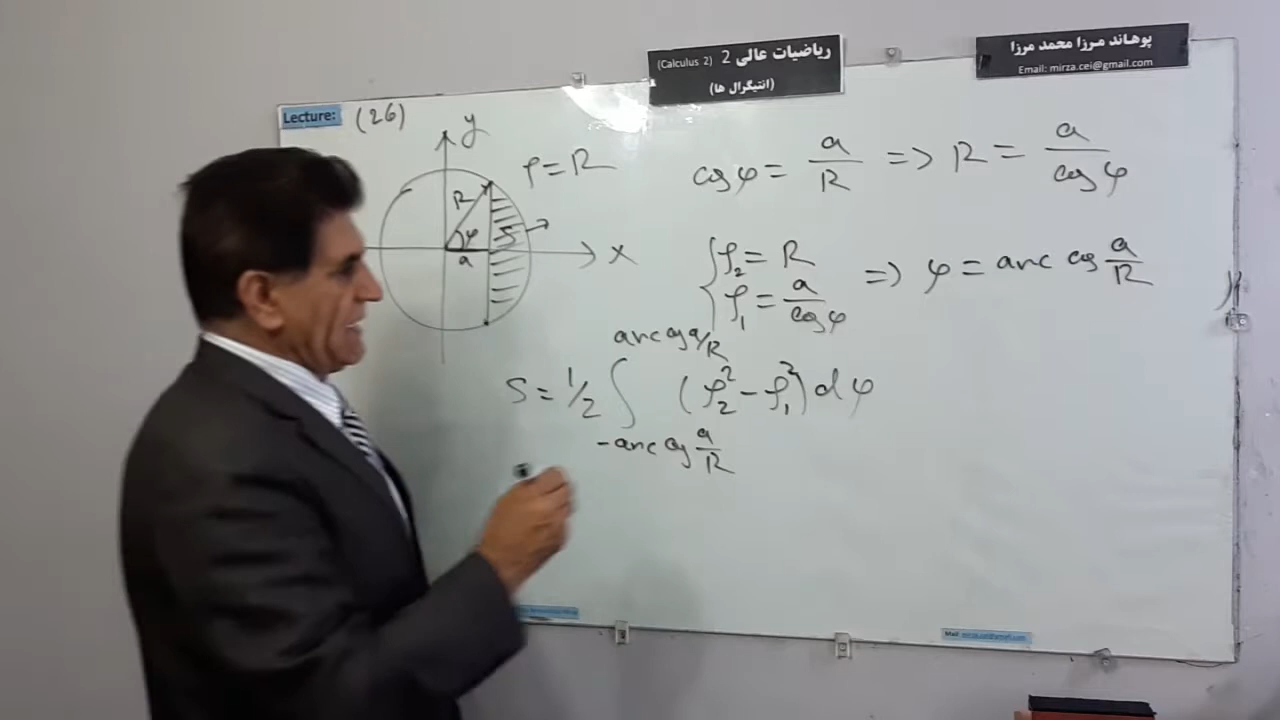 ریاضیات عالی 2 (Calculus 2)
(انتیگرال ها)
پوهاند مرزا محمد مرزا
Email: mirza.cei@gmail.com
Lecture: (26)
y
ρ = R
R
φ
S
a
x
cos φ = a/R => R = a/cos φ
ρ₂ = R
ρ₁ = a/cos φ
=> φ = arc cos a/R
arc cos a/R
S = 1/2 ∫ (ρ₂² - ρ₁²) dφ
-arc cos a/R